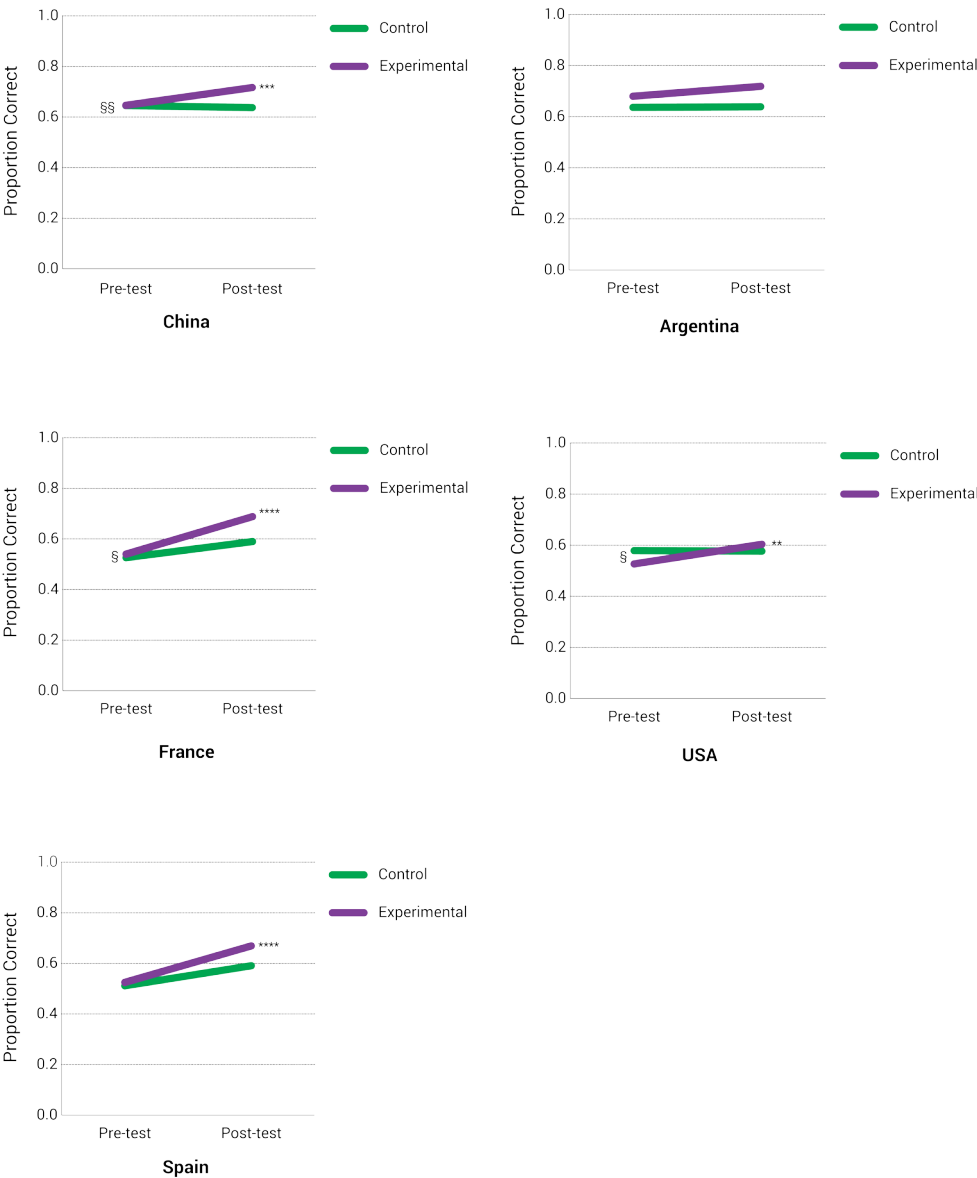 1.0
0.8
0.6
0.4
0.2
0.0
Proportion Correct
§§
***
Pre-test
Post-test
China
Control
Experimental
1.0
0.8
0.6
0.4
0.2
0.0
Proportion Correct
Pre-test
Post-test
Argentina
Control
Experimental
1.0
0.8
0.6
0.4
0.2
0.0
Proportion Correct
§
****
Pre-test
Post-test
France
Control
Experimental
1.0
0.8
0.6
0.4
0.2
0.0
Proportion Correct
§
**
Pre-test
Post-test
USA
Control
Experimental
1.0
0.8
0.6
0.4
0.2
0.0
Proportion Correct
****
Pre-test
Post-test
Spain
Control
Experimental